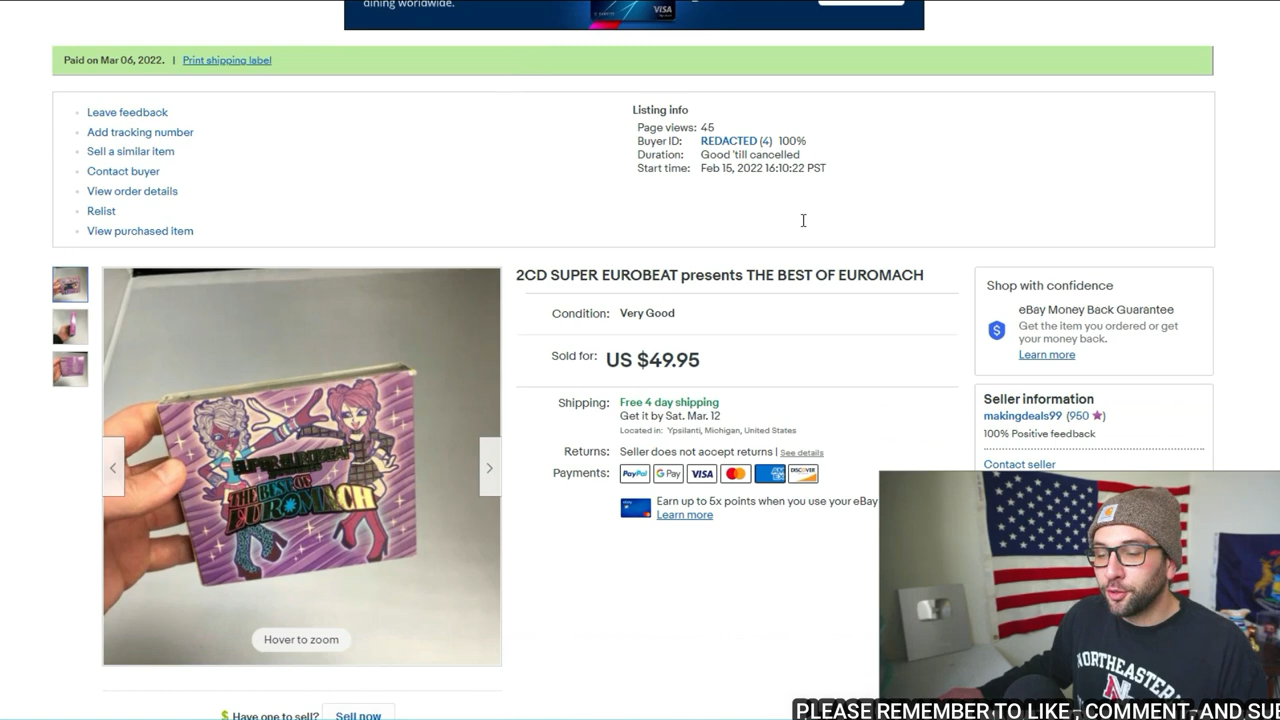 dining worldwide.
VISA
Paid on Mar 06, 2022. | Print shipping label
Leave feedback
Add tracking number
Sell a similar item
Contact buyer
View order details
Relist
View purchased item
Listing info
Page views: 45
Buyer ID: REDACTED (4) 100%
Duration: Good 'till cancelled
Start time: Feb 15, 2022 16:10:22 PST
2CD SUPER EUROBEAT presents THE BEST OF EUROMACH
Condition: Very Good
Sold for: US $49.95
Shipping: Free 4 day shipping
Get it by Sat. Mar. 12
Located in: Ypsilanti, Michigan, United States
Returns: Seller does not accept returns | See details
Payments: PayPal G Pay VISA DISCOVER
Earn up to 5x points when you use your eBay
Learn more
SUPER EUROBEAT
THE BEST OF
EUROMACH
Hover to zoom
Have one to sell? Sell now
Shop with confidence
eBay Money Back Guarantee
Get the item you ordered or get
your money back.
Learn more
Seller information
makingdeals99 (950)
100% Positive feedback
Contact seller
NORTHEASTERN
N
PLEASE REMEMBER TO LIKE , COMMENT, AND SUB